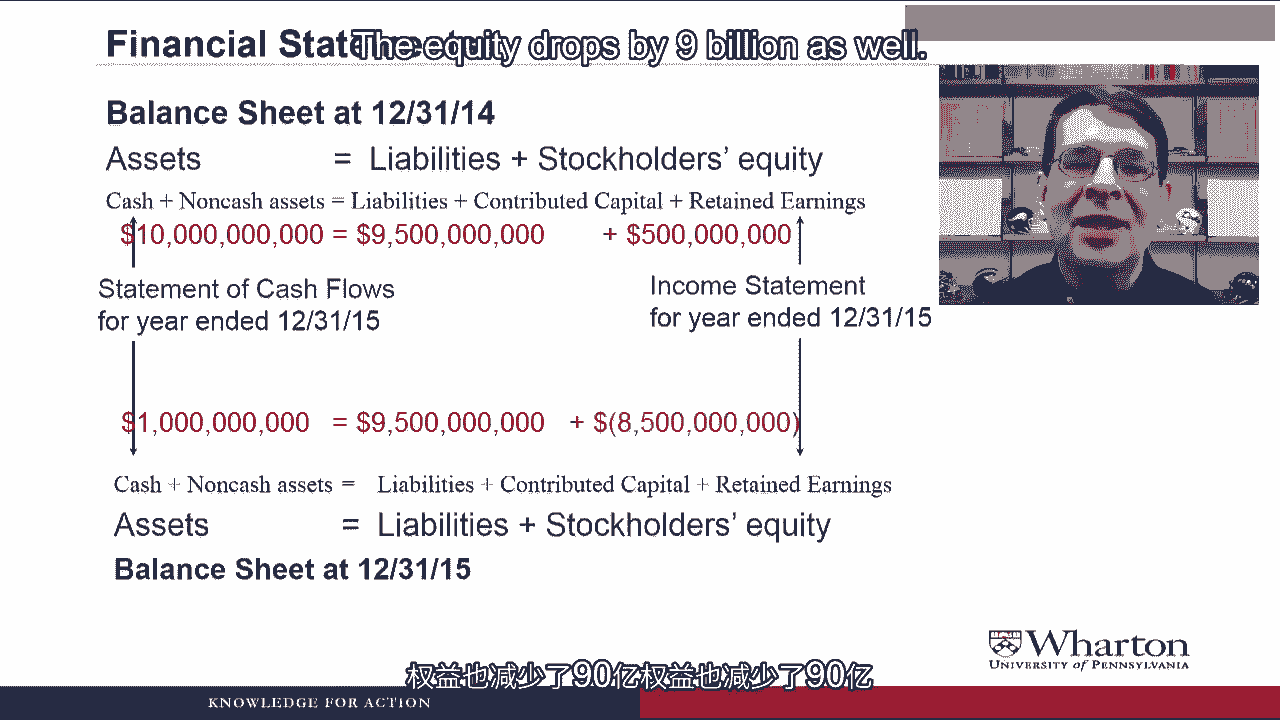 Financial State
The equity drops by 9 billion as well.
Balance Sheet at 12/31/14
Assets = Liabilities + Stockholders’ equity
Cash + Noncash assets = Liabilities + Contributed Capital + Retained Earnings
$10,000,000,000 = $9,500,000,000 + $500,000,000
Statement of Cash Flows
for year ended 12/31/15
Income Statement
for year ended 12/31/15
$1,000,000,000 = $9,500,000,000 + $(8,500,000,000)
Cash + Noncash assets = Liabilities + Contributed Capital + Retained Earnings
Assets = Liabilities + Stockholders’ equity
Balance Sheet at 12/31/15
Wharton
UNIVERSITY of PENNSYLVANIA
权益也减少了90亿权益也减少了90亿
KNOWLEDGE FOR ACTION